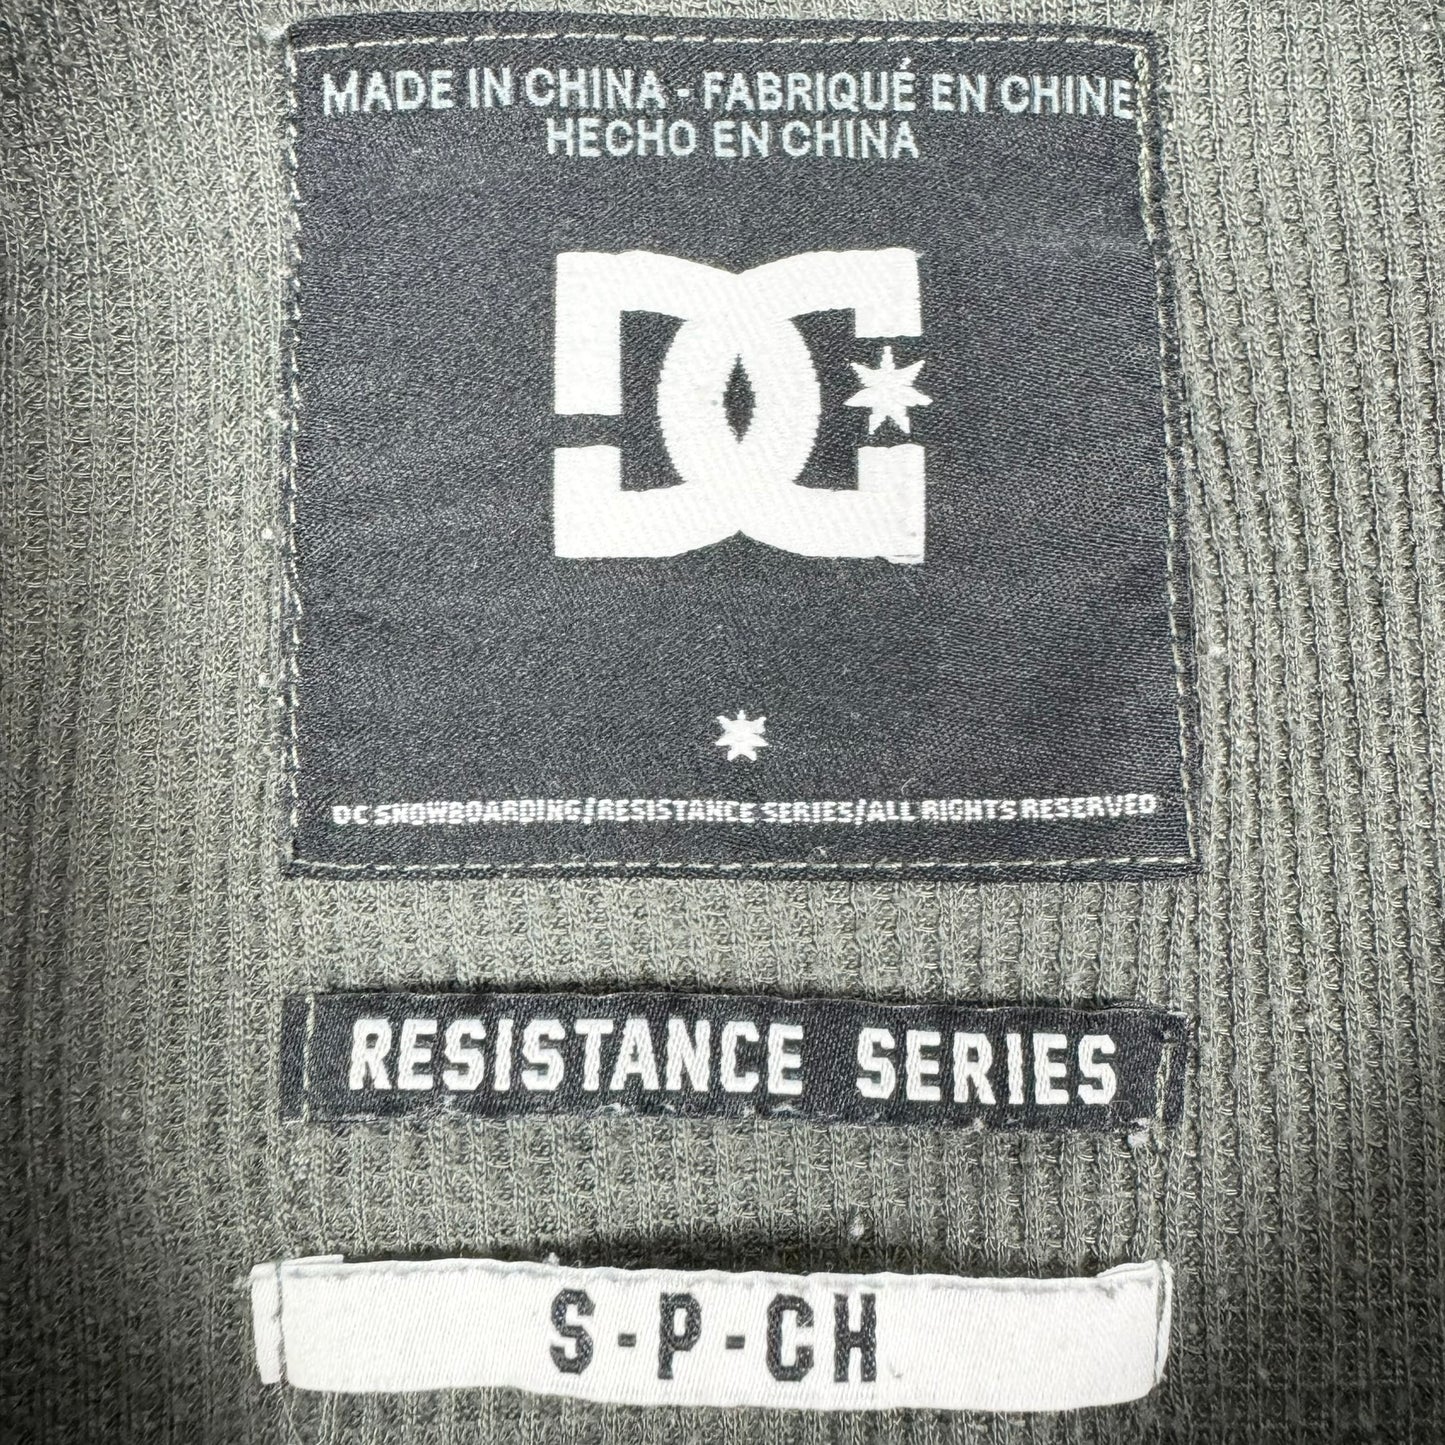 MADE IN CHINA - FABRIQUÉ EN CHINE
HECHO EN CHINA
DC
DC SNOWBOARDING/RESISTANCE SERIES/ALL RIGHTS RESERVED
RESISTANCE SERIES
S-P-CH